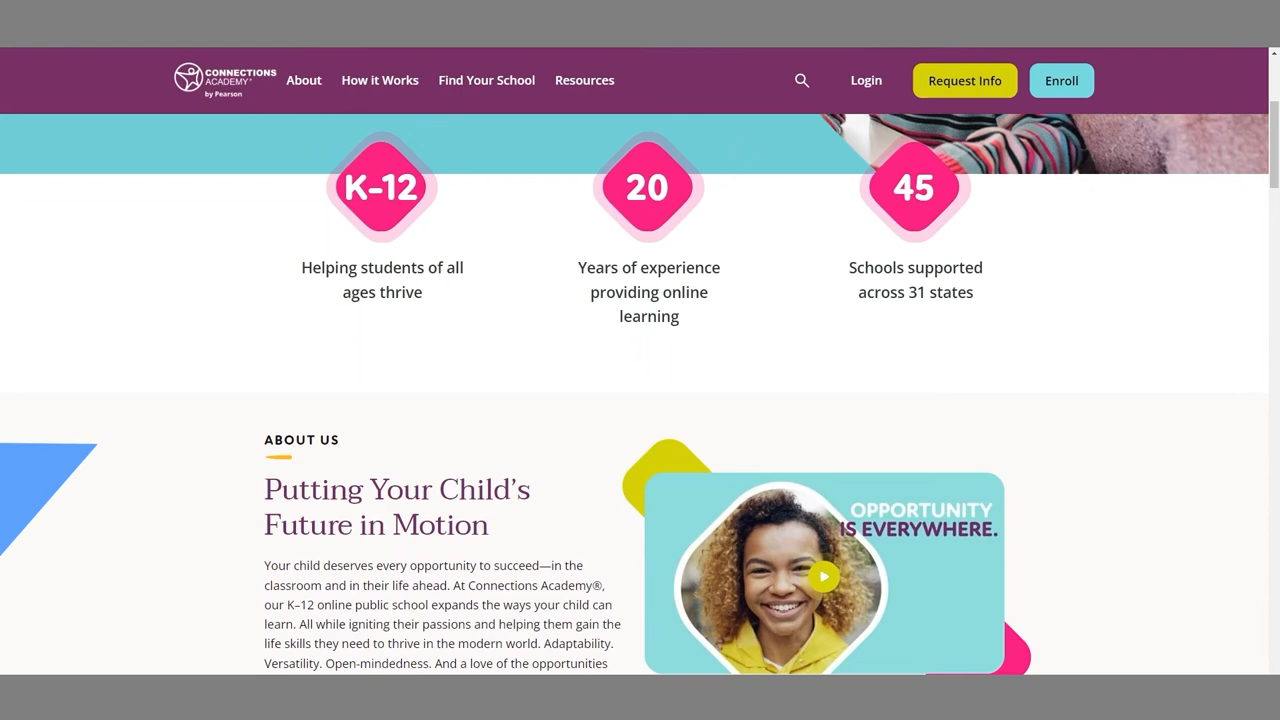 CONNECTIONS
ACADEMY®
by Pearson
About How it Works Find Your School Resources Login Request Info Enroll
K–12
Helping students of all
ages thrive
20
Years of experience
providing online
learning
45
Schools supported
across 31 states
ABOUT US
Putting Your Child’s
Future in Motion
Your child deserves every opportunity to succeed—in the
classroom and in their life ahead. At Connections Academy®,
our K–12 online public school expands the ways your child can
learn. All while igniting their passions and helping them gain the
life skills they need to thrive in the modern world. Adaptability.
Versatility. Open-mindedness. And a love of the opportunities
OPPORTUNITY
IS EVERYWHERE.